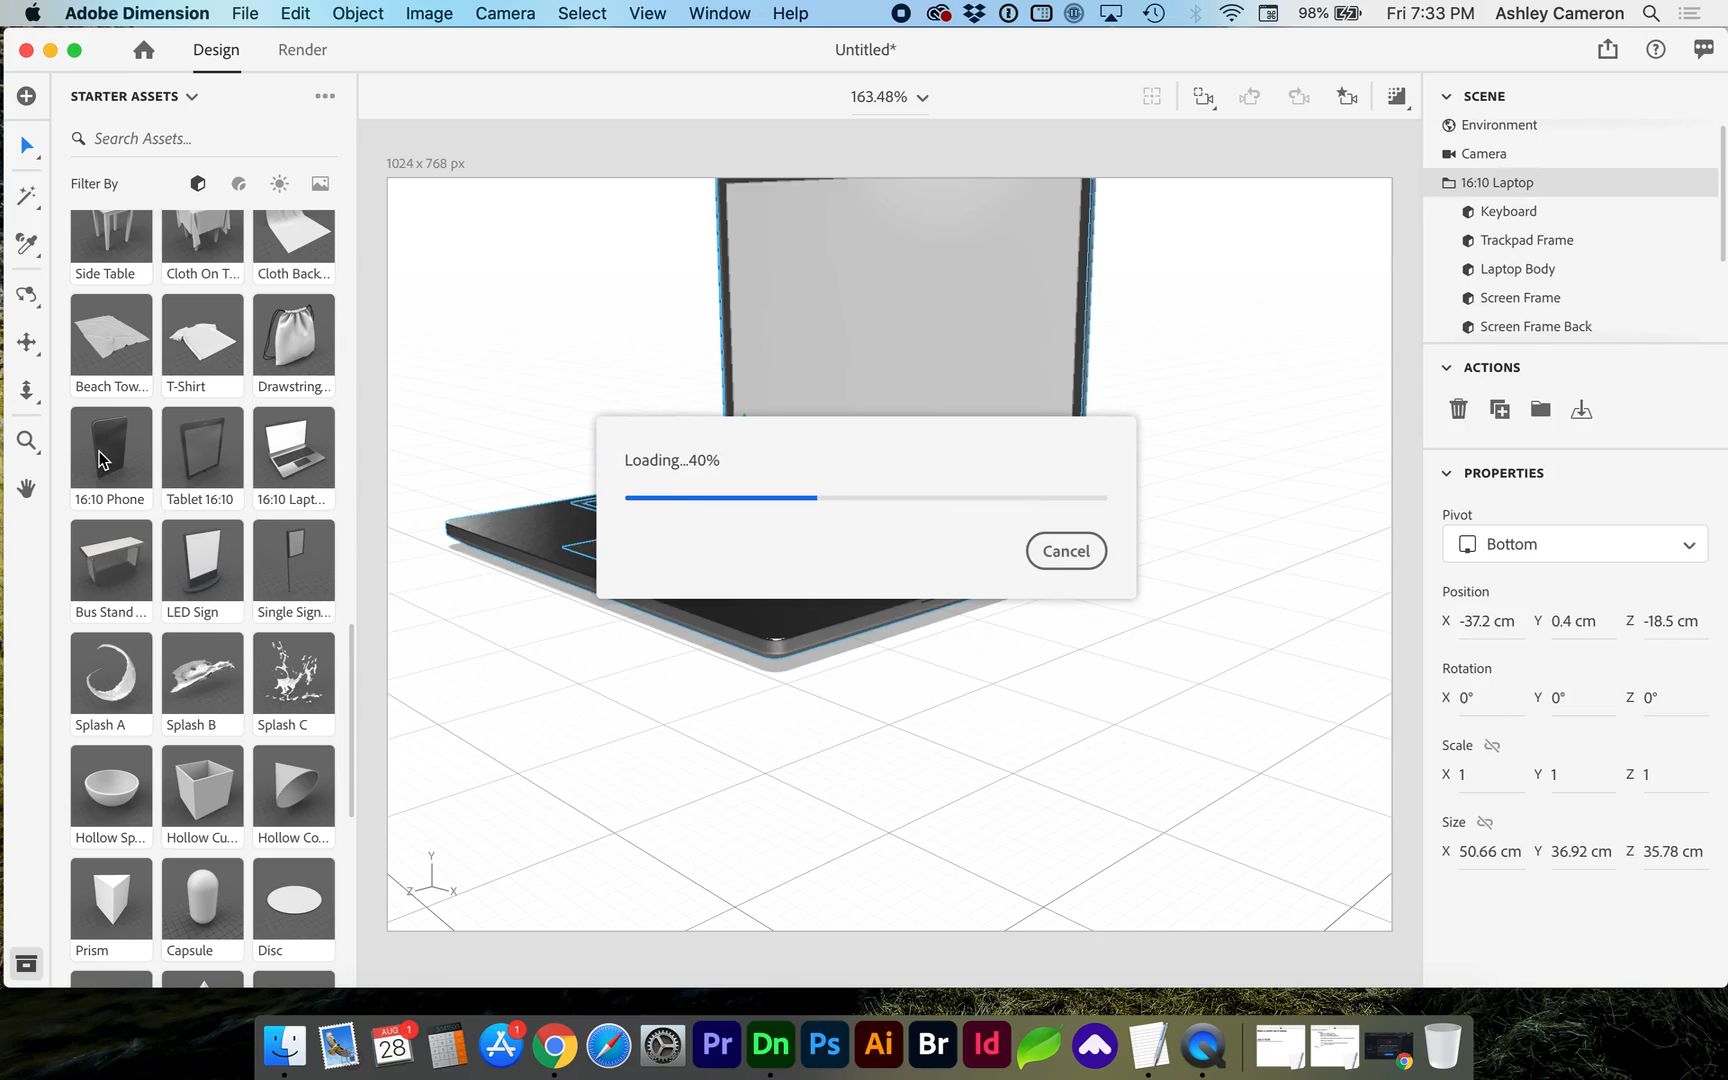 Adobe Dimension File Edit Object Image Camera Select View Window Help 98% Fri 7:33 PM Ashley Cameron
Design Render Untitled*
STARTER ASSETS
Search Assets...
Filter By
Side Table Cloth On T... Cloth Back...
Beach Tow... T-Shirt Drawstring...
16:10 Phone Tablet 16:10 16:10 Lapt...
Bus Stand ... LED Sign Single Sign...
Splash A Splash B Splash C
Hollow Sp... Hollow Cu... Hollow Co...
Prism Capsule Disc
163.48%
1024 x 768 px
Loading...40%
Cancel
Y
Z X
SCENE
Environment
Camera
16:10 Laptop
Keyboard
Trackpad Frame
Laptop Body
Screen Frame
Screen Frame Back
ACTIONS
PROPERTIES
Pivot
Bottom
Position
X -37.2 cm Y 0.4 cm Z -18.5 cm
Rotation
X 0° Y 0° Z 0°
Scale
X 1 Y 1 Z 1
Size
X 50.66 cm Y 36.92 cm Z 35.78 cm
AUG 1 1
28 Pr Dn Ps Ai Br Id